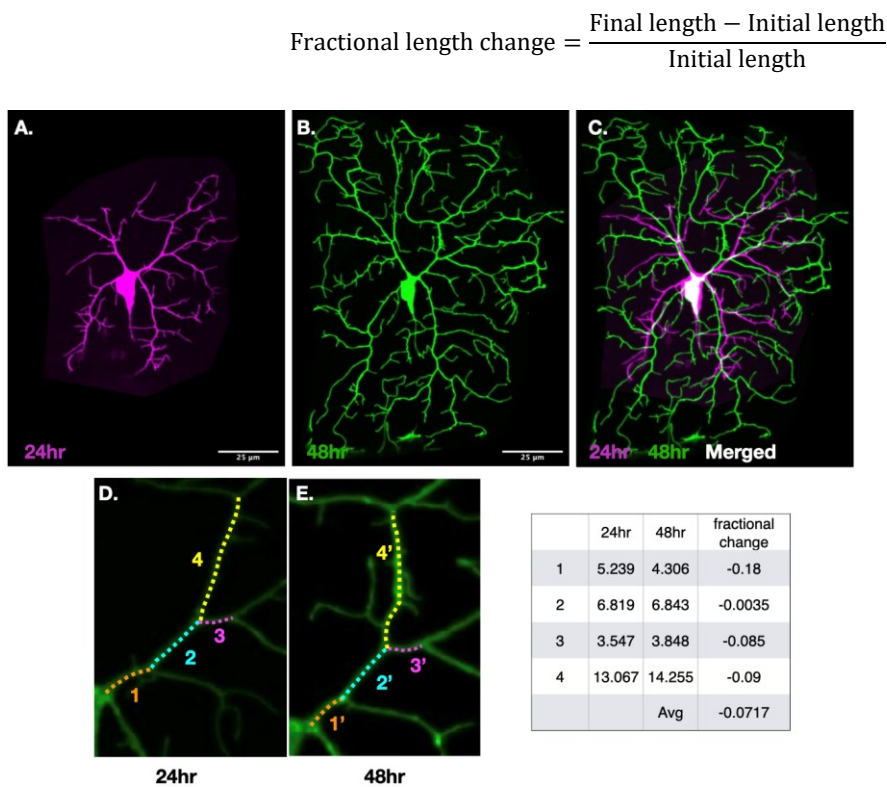 Fractional length change = Final length − Initial length / Initial length
A. B. C.
24hr 25 μm 48hr 25 μm 24hr 48hr Merged
D. E.
4 3 2 1 4’ 3’ 2’ 1’
24hr 48hr
24hr 48hr fractional change
1 5.239 4.306 -0.18
2 6.819 6.843 -0.0035
3 3.547 3.848 -0.085
4 13.067 14.255 -0.09
Avg -0.0717